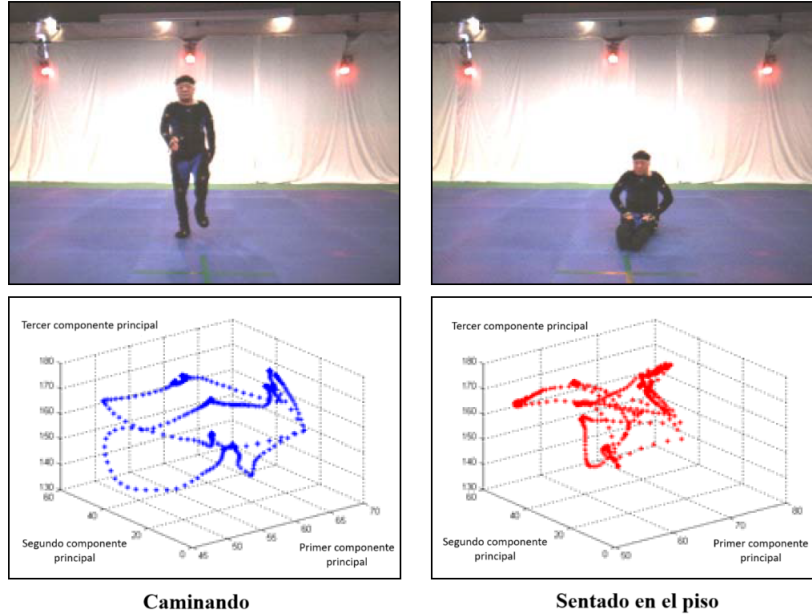 Tercer componente principal
180
170
160
150
140
130
60
40
20
0
45
50
55
60
65
70
Segundo componente
principal
Primer componente
principal
Caminando
Tercer componente principal
180
170
160
150
140
130
60
40
20
0
50
60
70
80
Segundo componente
principal
Primer componente
principal
Sentado en el piso